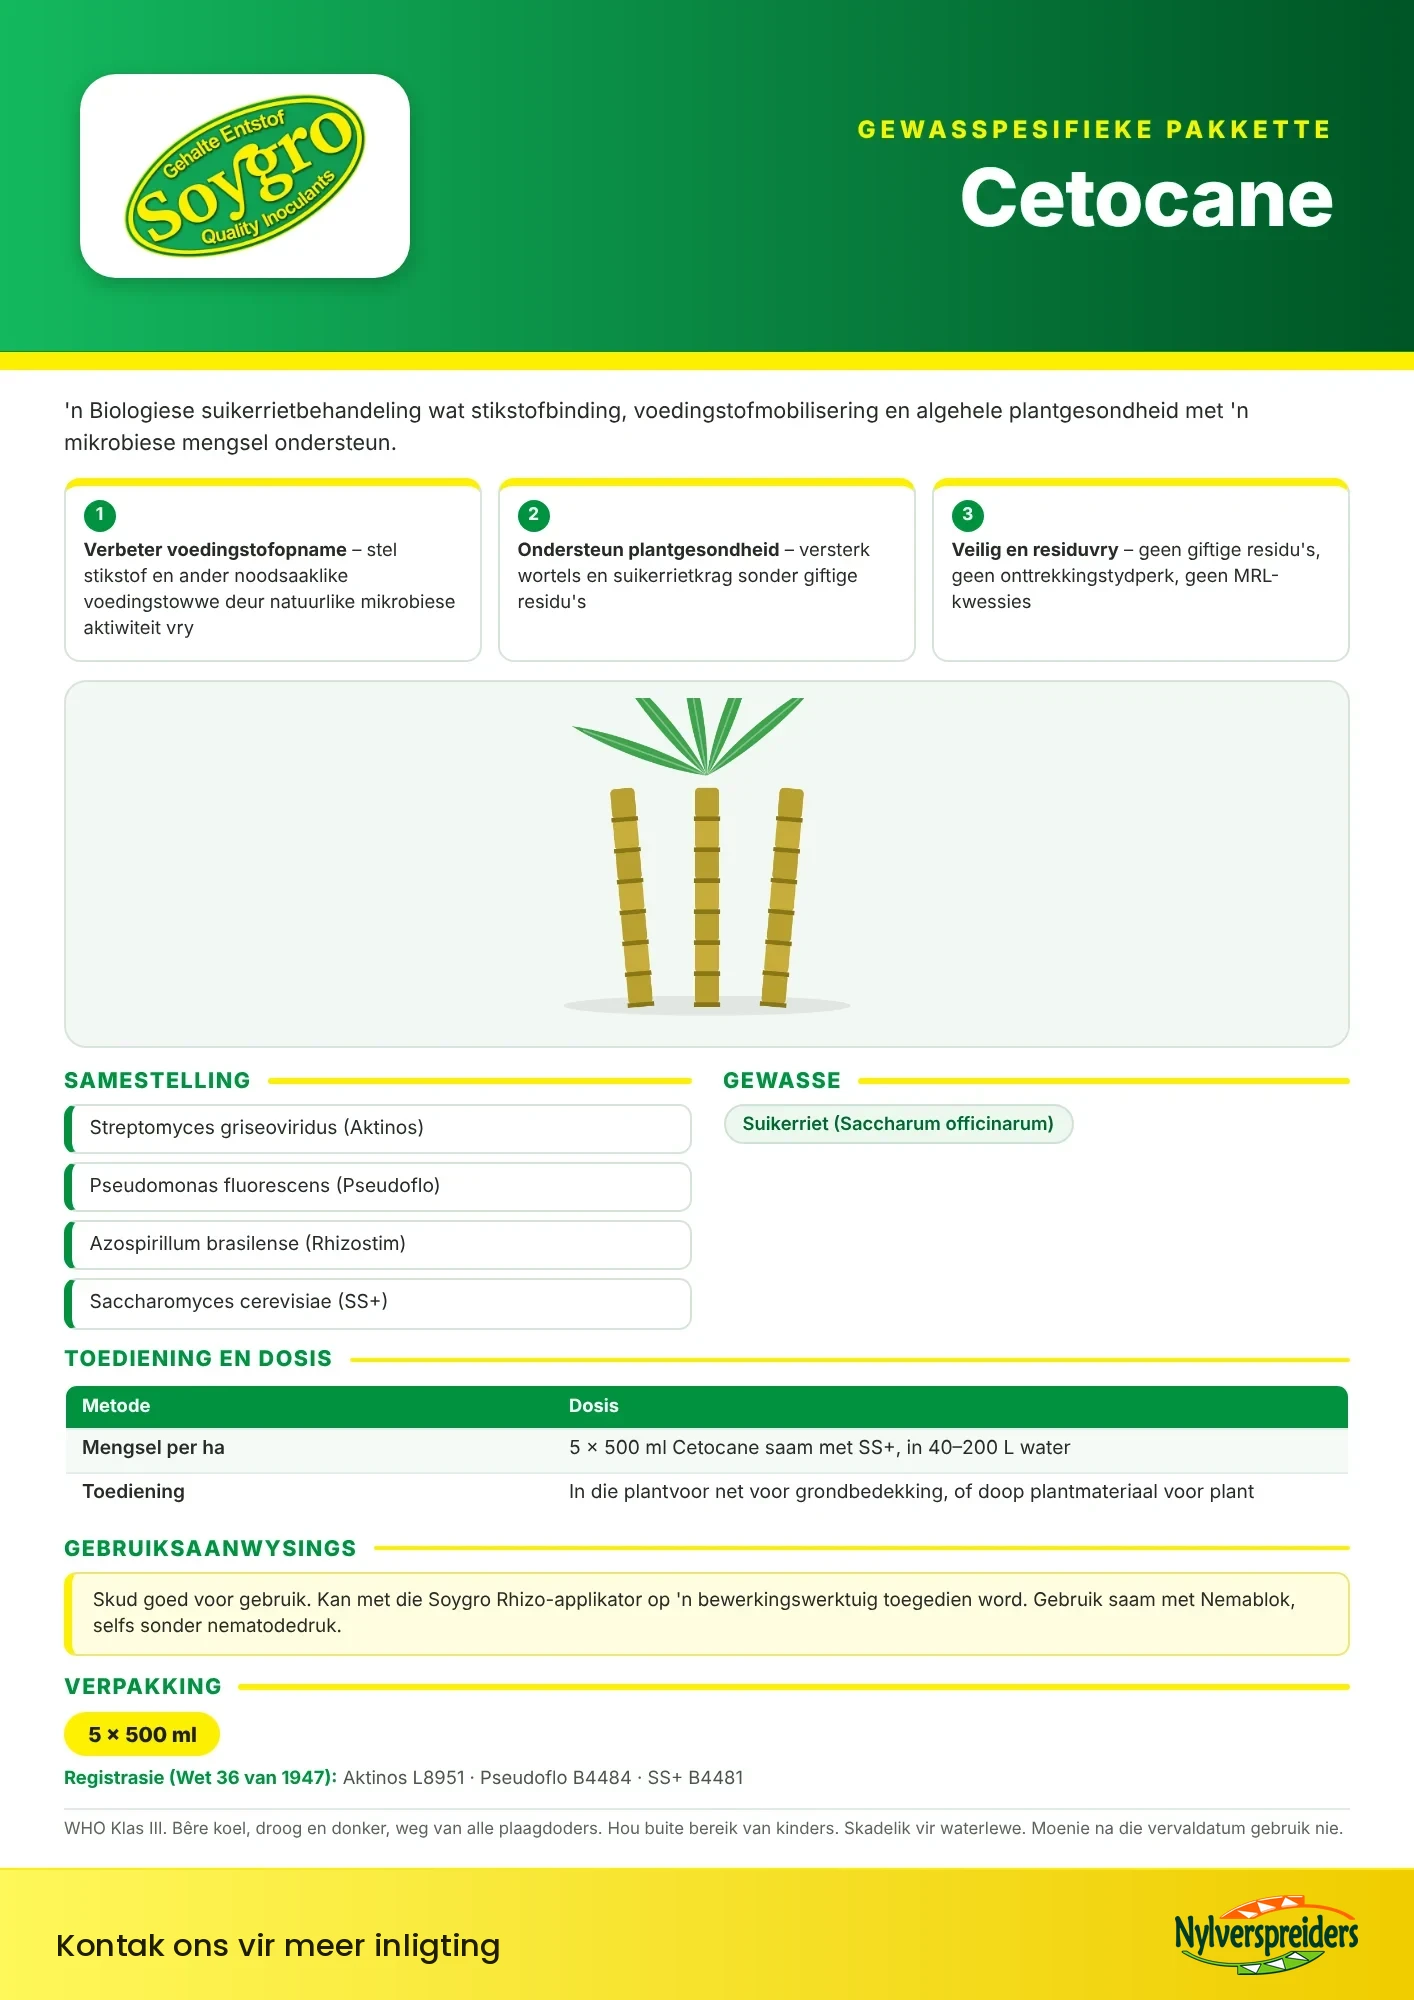 Gehalte Entstof
Soygro
Quality Inoculants
GEWASSPESIFIEKE PAKKETTE
Cetocane
'n Biologiese suikerrietbehandeling wat stikstofbinding, voedingstofmobilisering en algehele plantgesondheid met 'n
mikrobiese mengsel ondersteun.
1
Verbeter voedingstofopname – stel
stikstof en ander noodsaaklike
voedingstowwe deur natuurlike mikrobiese
aktiwiteit vry
2
Ondersteun plantgesondheid – versterk
wortels en suikerrietkrag sonder giftige
residu's
3
Veilig en residuvry – geen giftige residu's,
geen onttrekkingstydperk, geen MRL-
kwessies
SAMESTELLING
Streptomyces griseoviridus (Aktinos)
Pseudomonas fluorescens (Pseudoflo)
Azospirillum brasilense (Rhizostim)
Saccharomyces cerevisiae (SS+)
GEWASSE
Suikerriet (Saccharum officinarum)
TOEDIENING EN DOSIS
Metode Dosis
Mengsel per ha 5 × 500 ml Cetocane saam met SS+, in 40–200 L water
Toediening In die plantvoor net voor grondbedekking, of doop plantmateriaal voor plant
GEBRUIKSAANWYSINGS
Skud goed voor gebruik. Kan met die Soygro Rhizo-applikator op 'n bewerkingswerktuig toegedien word. Gebruik saam met Nemablok,
selfs sonder nematodedruk.
VERPAKKING
5 × 500 ml
Registrasie (Wet 36 van 1947): Aktinos L8951 · Pseudoflo B4484 · SS+ B4481
WHO Klas III. Bêre koel, droog en donker, weg van alle plaagdoders. Hou buite bereik van kinders. Skadelik vir waterlewe. Moenie na die vervaldatum gebruik nie.
Kontak ons vir meer inligting
Nylverspreiders